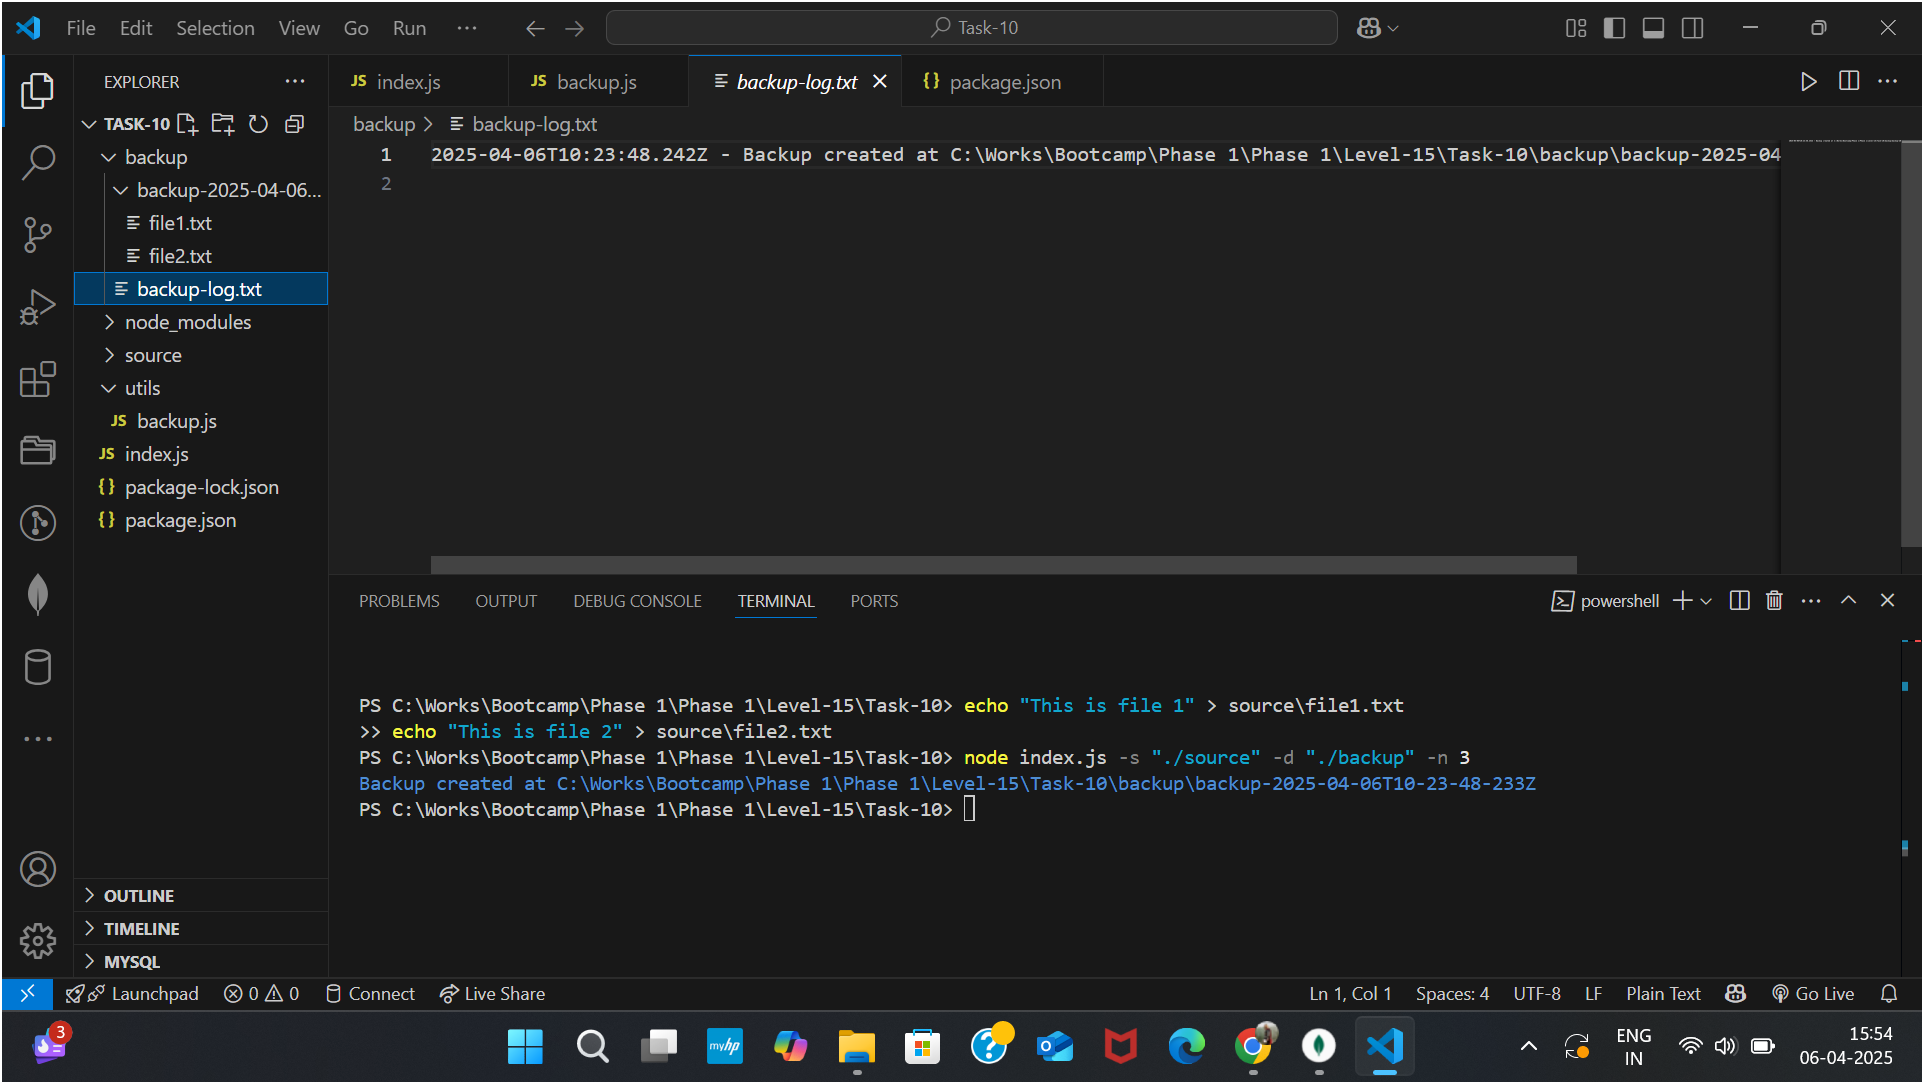 File Edit Selection View Go Run ··· Task-10
EXPLORER ···
TASK-10
backup
backup-2025-04-06...
file1.txt
file2.txt
backup-log.txt
node_modules
source
utils
JS backup.js
JS index.js
{} package-lock.json
{} package.json
OUTLINE
TIMELINE
MYSQL
JS index.js JS backup.js backup-log.txt {} package.json
backup > backup-log.txt
1 2025-04-06T10:23:48.242Z - Backup created at C:\Works\Bootcamp\Phase 1\Phase 1\Level-15\Task-10\backup\backup-2025-04
2
PROBLEMS OUTPUT DEBUG CONSOLE TERMINAL PORTS powershell
PS C:\Works\Bootcamp\Phase 1\Phase 1\Level-15\Task-10> echo "This is file 1" > source\file1.txt
>> echo "This is file 2" > source\file2.txt
PS C:\Works\Bootcamp\Phase 1\Phase 1\Level-15\Task-10> node index.js -s "./source" -d "./backup" -n 3
Backup created at C:\Works\Bootcamp\Phase 1\Phase 1\Level-15\Task-10\backup\backup-2025-04-06T10-23-48-233Z
PS C:\Works\Bootcamp\Phase 1\Phase 1\Level-15\Task-10>
Launchpad 0 0 Connect Live Share Ln 1, Col 1 Spaces: 4 UTF-8 LF Plain Text Go Live
3 myhp ENG 15:54
IN 06-04-2025